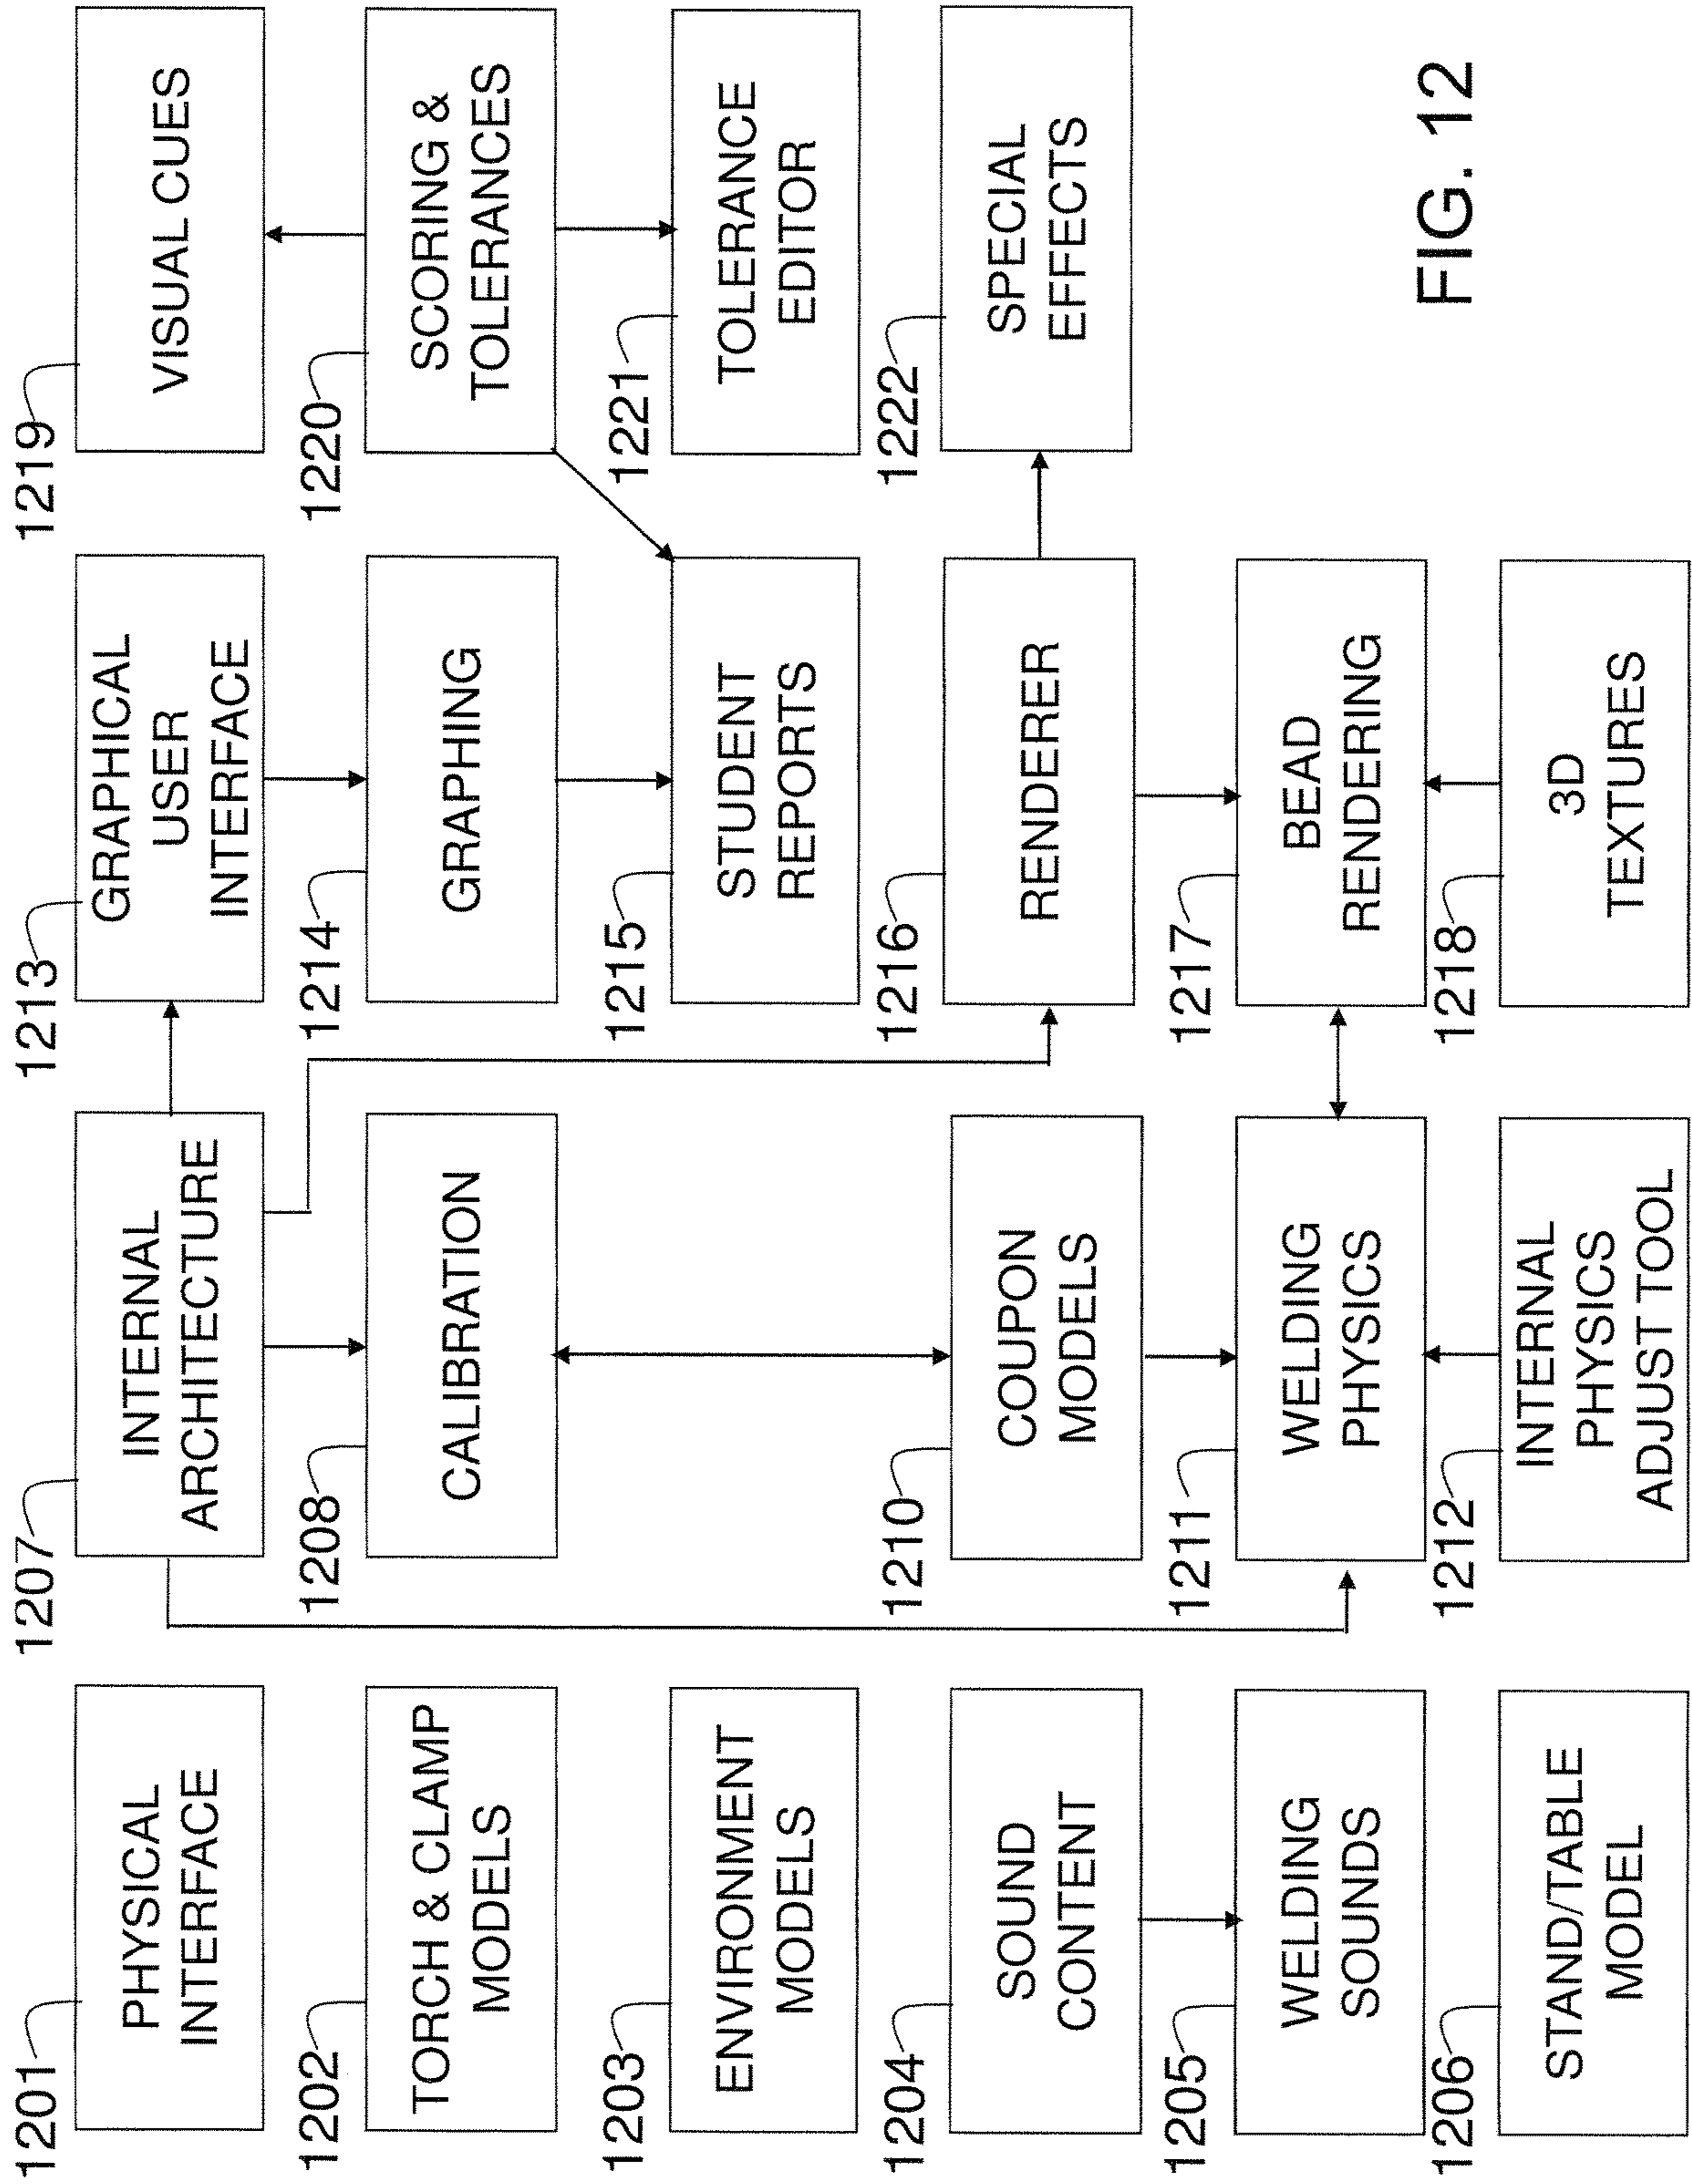 1201
PHYSICAL
INTERFACE
1202
TORCH & CLAMP
MODELS
1203
ENVIRONMENT
MODELS
1204
SOUND
CONTENT
1205
WELDING
SOUNDS
1206
STAND/TABLE
MODEL
1207
INTERNAL
ARCHITECTURE
1208
CALIBRATION
1210
COUPON
MODELS
1211
WELDING
PHYSICS
1212
INTERNAL
PHYSICS
ADJUST TOOL
1213
GRAPHICAL
USER
INTERFACE
1214
GRAPHING
1215
STUDENT
REPORTS
1216
RENDERER
1217
BEAD
RENDERING
1218
3D
TEXTURES
1219
VISUAL CUES
1220
SCORING &
TOLERANCES
1221
TOLERANCE
EDITOR
1222
SPECIAL
EFFECTS
FIG. 12